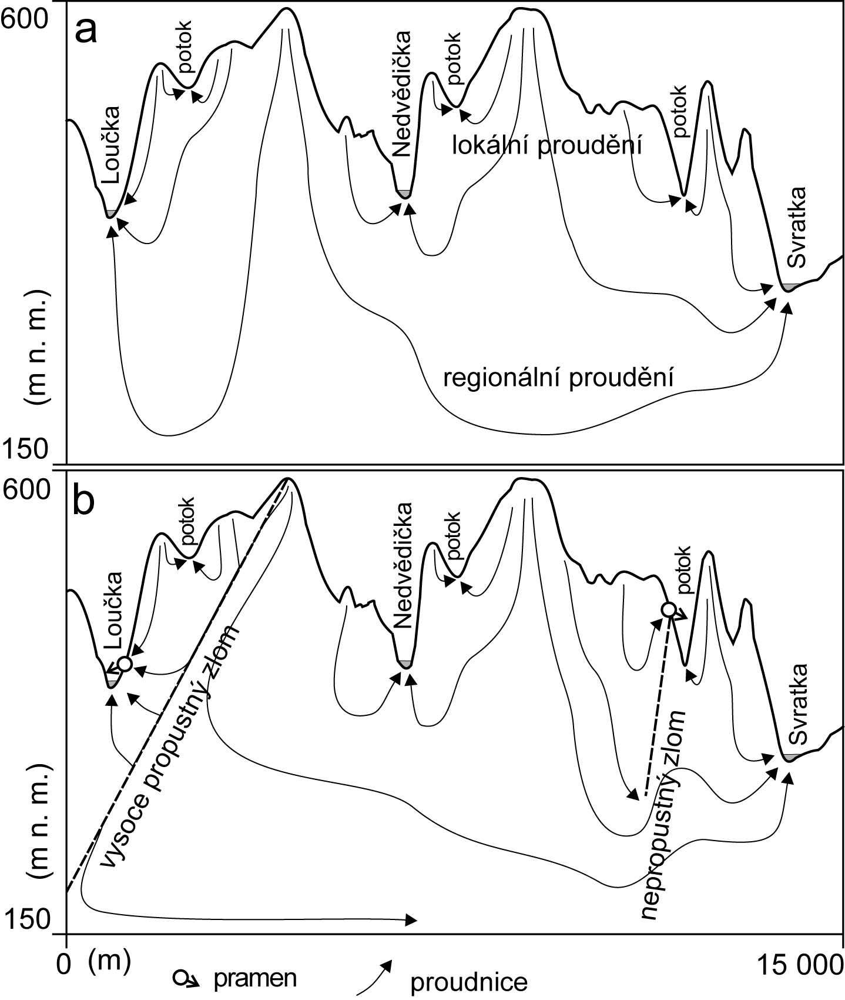 600
a
potok
Loučka
Nedvědička
potok
lokální proudění
potok
Svratka
(m n. m.)
regionální proudění
150
600
b
potok
Loučka
Nedvědička
potok
potok
Svratka
vysoce propustný zlom
nepropustný zlom
(m n. m.)
150
0 (m)
15 000
pramen
proudnice